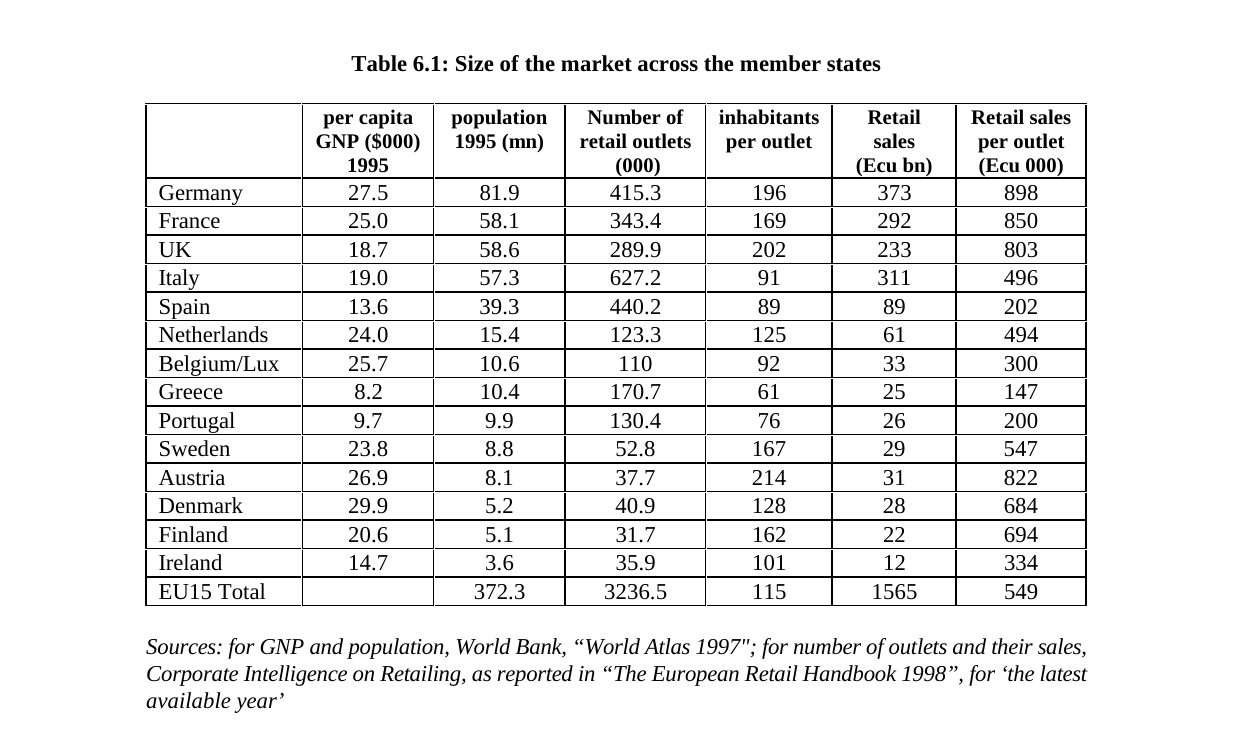 Table 6.1: Size of the market across the member states
per capita GNP ($000) 1995 population 1995 (mn) Number of retail outlets (000) inhabitants per outlet Retail sales (Ecu bn) Retail sales per outlet (Ecu 000)
Germany 27.5 81.9 415.3 196 373 898
France 25.0 58.1 343.4 169 292 850
UK 18.7 58.6 289.9 202 233 803
Italy 19.0 57.3 627.2 91 311 496
Spain 13.6 39.3 440.2 89 89 202
Netherlands 24.0 15.4 123.3 125 61 494
Belgium/Lux 25.7 10.6 110 92 33 300
Greece 8.2 10.4 170.7 61 25 147
Portugal 9.7 9.9 130.4 76 26 200
Sweden 23.8 8.8 52.8 167 29 547
Austria 26.9 8.1 37.7 214 31 822
Denmark 29.9 5.2 40.9 128 28 684
Finland 20.6 5.1 31.7 162 22 694
Ireland 14.7 3.6 35.9 101 12 334
EU15 Total 372.3 3236.5 115 1565 549
Sources: for GNP and population, World Bank, “World Atlas 1997"; for number of outlets and their sales,
Corporate Intelligence on Retailing, as reported in “The European Retail Handbook 1998”, for ‘the latest
available year’